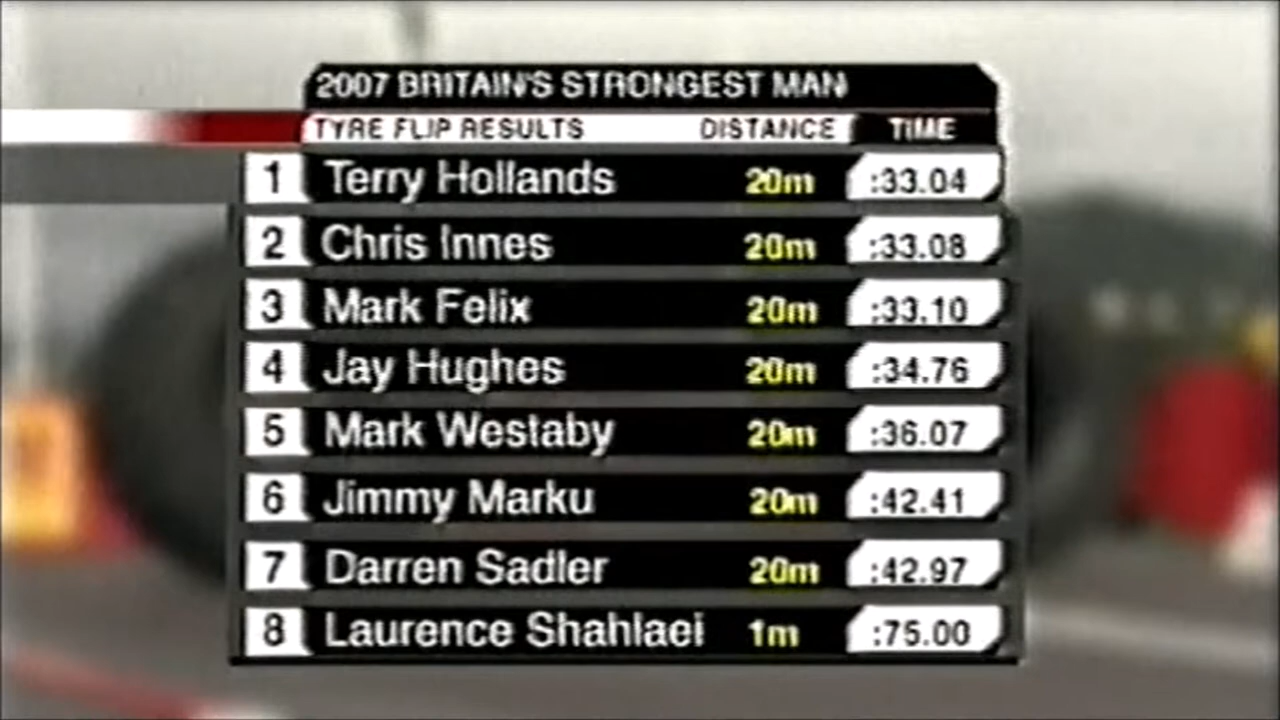 2007 BRITAIN'S STRONGEST MAN
TYRE FLIP RESULTS DISTANCE TIME
1 Terry Hollands 20m :33.04
2 Chris Innes 20m :33.08
3 Mark Felix 20m :33.10
4 Jay Hughes 20m :34.76
5 Mark Westaby 20m :36.07
6 Jimmy Marku 20m :42.41
7 Darren Sadler 20m :42.97
8 Laurence Shahlaei 1m :75.00